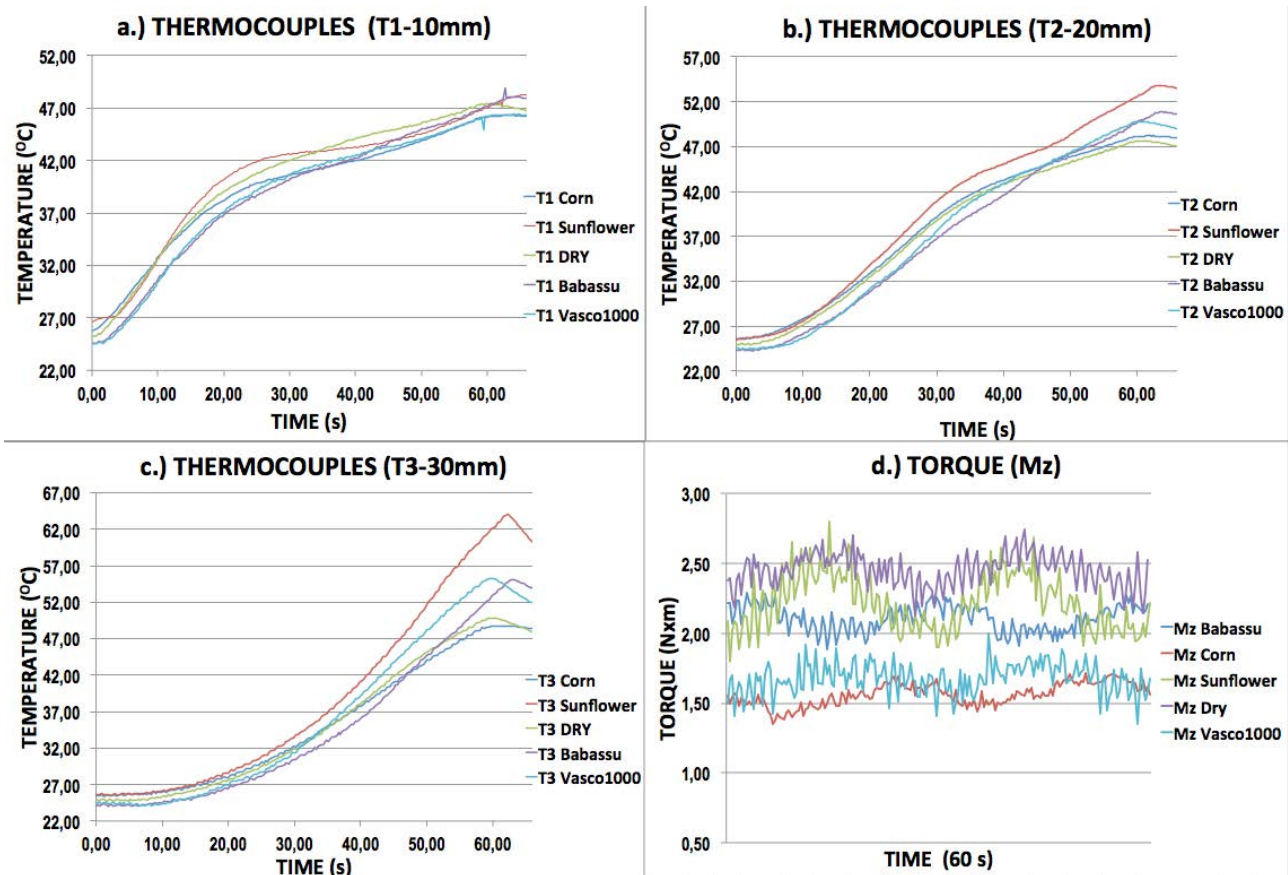 a.) THERMOCOUPLES (T1-10mm)
TEMPERATURE (ºC)
52,00
47,00
42,00
37,00
32,00
27,00
22,00
0,00 10,00 20,00 30,00 40,00 50,00 60,00
TIME (s)
T1 Corn
T1 Sunflower
T1 DRY
T1 Babassu
T1 Vasco1000
b.) THERMOCOUPLES (T2-20mm)
TEMPERATURE (ºC)
57,00
52,00
47,00
42,00
37,00
32,00
27,00
22,00
0,00 10,00 20,00 30,00 40,00 50,00 60,00
TIME (s)
T2 Corn
T2 Sunflower
T2 DRY
T2 Babassu
T2 Vasco1000
c.) THERMOCOUPLES (T3-30mm)
TEMPERATURE (ºC)
67,00
62,00
57,00
52,00
47,00
42,00
37,00
32,00
27,00
22,00
0,00 10,00 20,00 30,00 40,00 50,00 60,00
TIME (s)
T3 Corn
T3 Sunflower
T3 DRY
T3 Babassu
T3 Vasco1000
d.) TORQUE (Mz)
TORQUE (Nxm)
3,00
2,50
2,00
1,50
1,00
0,50
TIME (60 s)
Mz Babassu
Mz Corn
Mz Sunflower
Mz Dry
Mz Vasco1000